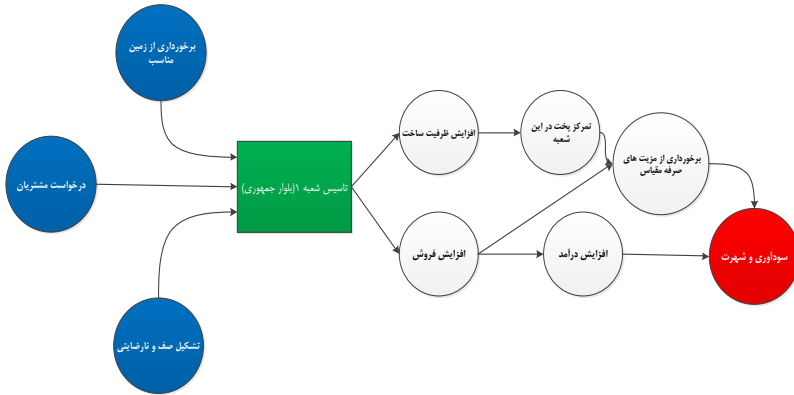 برخورداری از زمین
مناسب
درخواست مشتریان
تشکیل صف و نارضایتی
تاسیس شعبه ۱(بلوار جمهوری)
افزایش ظرفیت ساخت
افزایش فروش
تمرکز پخت در این
شعبه
افزایش درآمد
برخورداری از مزیت های
صرفه مقیاس
سودآوری و شهرت